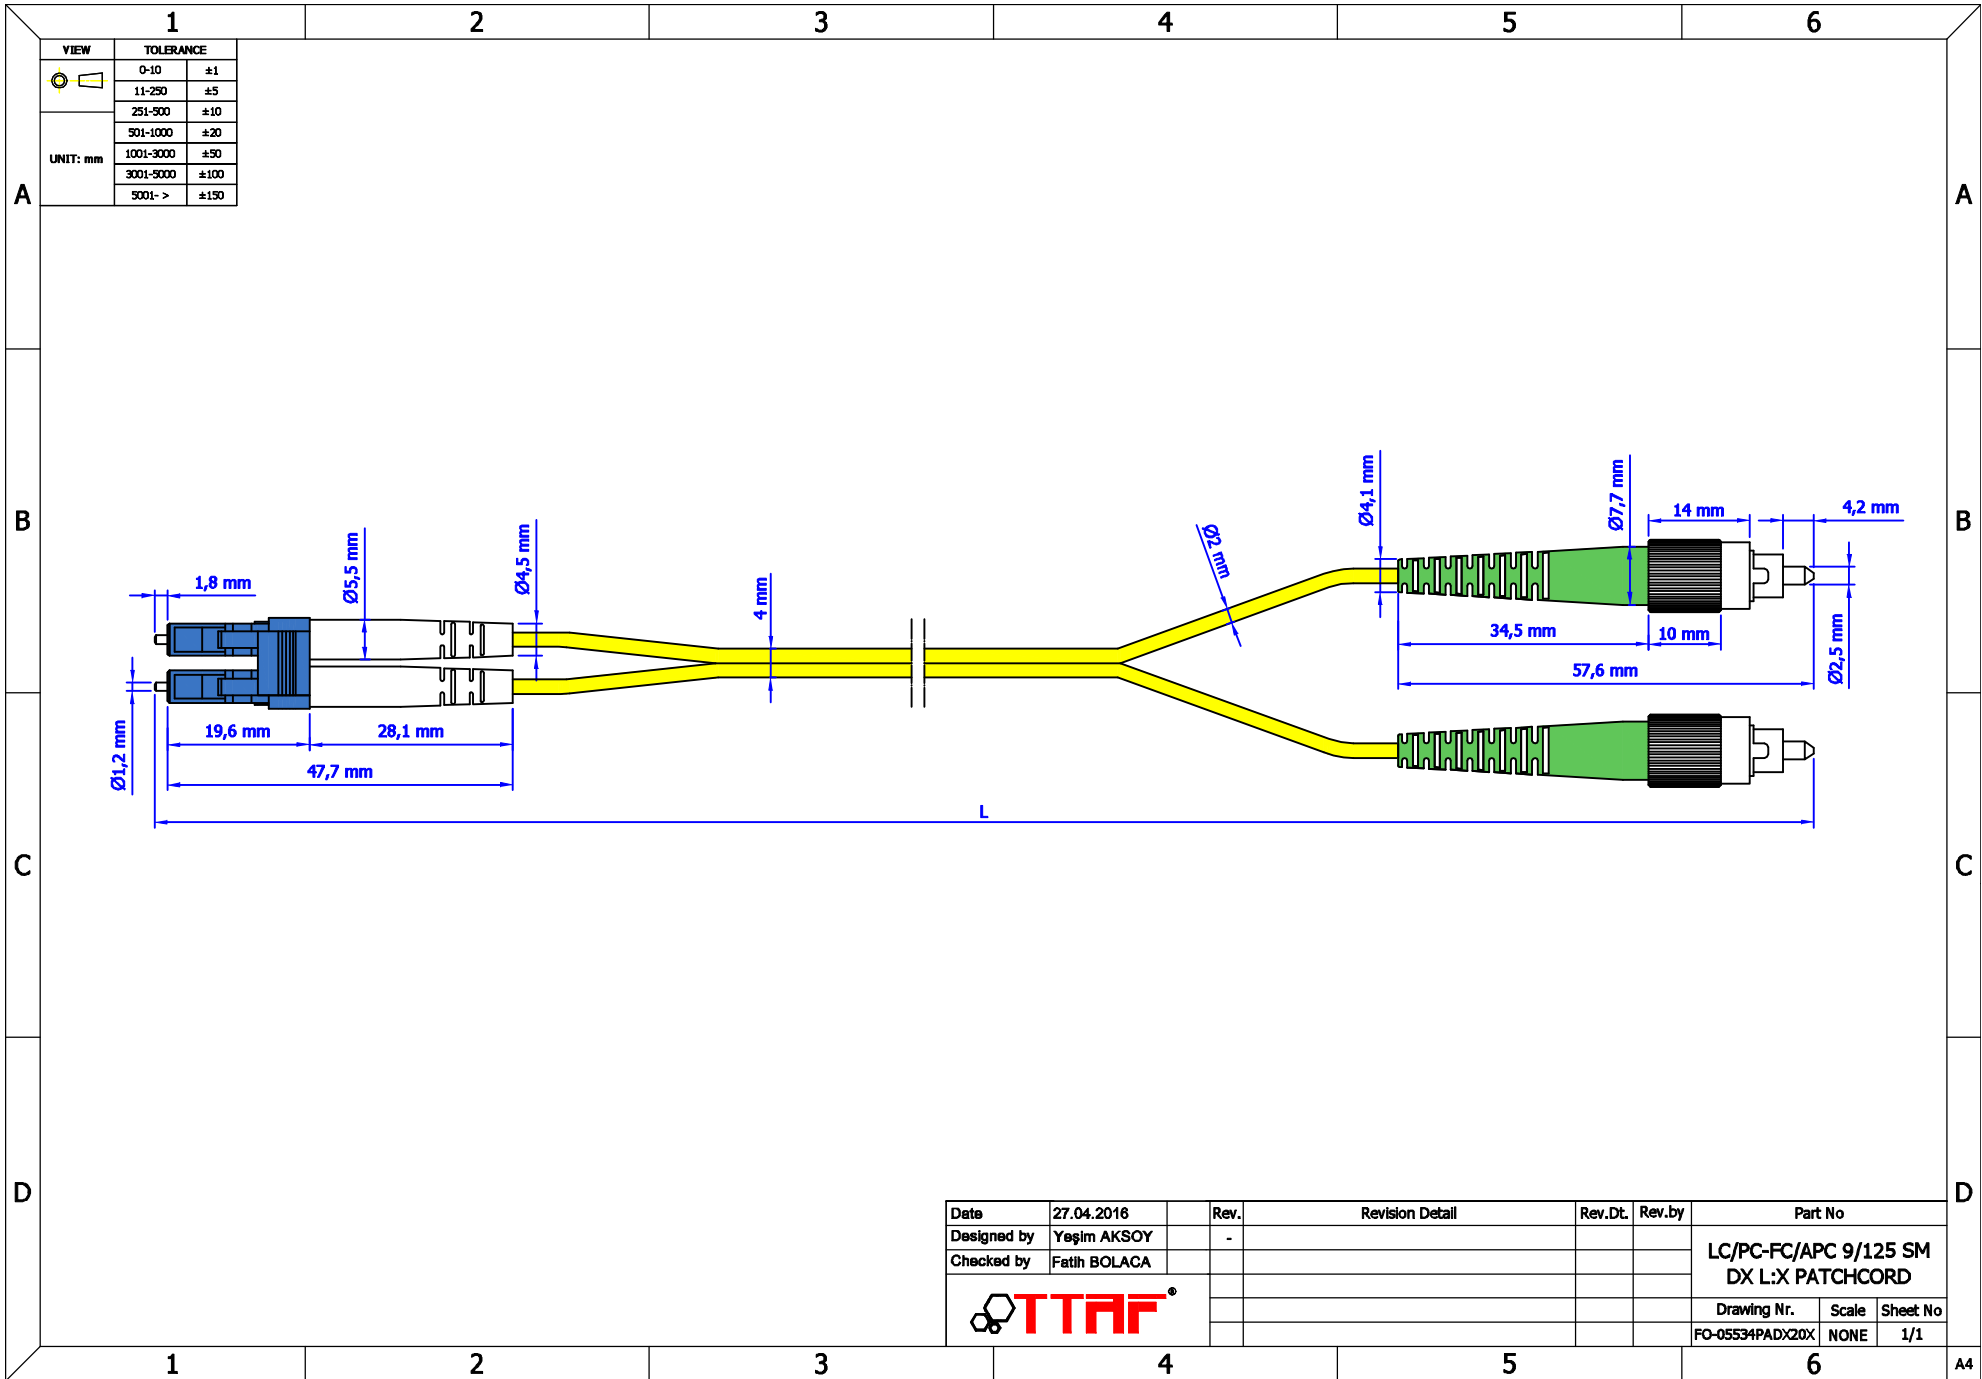 1 2 3 4 5 6
VIEW TOLERANCE
0-10 ±1
11-250 ±5
251-500 ±10
501-1000 ±20
UNIT: mm
1001-3000 ±50
3001-5000 ±100
5001- > ±150
A A
B B
C C
D D
1,8 mm
Ø5,5 mm
Ø4,5 mm
4 mm
Ø2 mm
Ø4,1 mm
Ø7,7 mm
14 mm
4,2 mm
34,5 mm
10 mm
57,6 mm
Ø2,5 mm
Ø1,2 mm
19,6 mm
28,1 mm
47,7 mm
L
Date 27.04.2016 Rev. Revision Detail Rev.Dt. Rev.by Part No
Designed by Yeşim AKSOY -
Checked by Fatih BOLACA
LC/PC-FC/APC 9/125 SM
DX L:X PATCHCORD
TTAF®
Drawing Nr. Scale Sheet No
FO-05534PADX20X NONE 1/1
1 2 3 4 5 6
A4